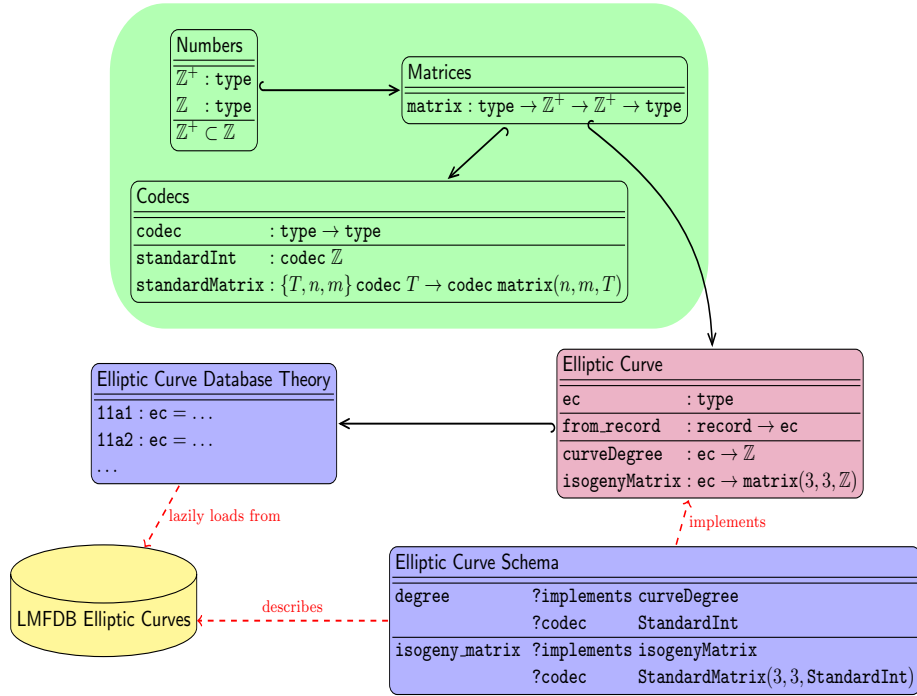 Numbers
ℤ⁺ : type
ℤ : type
ℤ⁺ ⊂ ℤ
Matrices
matrix : type → ℤ⁺ → ℤ⁺ → type
Codecs
codec : type → type
standardInt : codec ℤ
standardMatrix : {T, n, m} codec T → codec matrix(n, m, T)
Elliptic Curve Database Theory
11a1 : ec = ...
11a2 : ec = ...
...
Elliptic Curve
ec : type
from_record : record → ec
curveDegree : ec → ℤ
isogenyMatrix : ec → matrix(3, 3, ℤ)
lazily loads from
implements
LMFDB Elliptic Curves
describes
Elliptic Curve Schema
degree ?implements curveDegree
?codec StandardInt
isogeny_matrix ?implements isogenyMatrix
?codec StandardMatrix(3, 3, StandardInt)